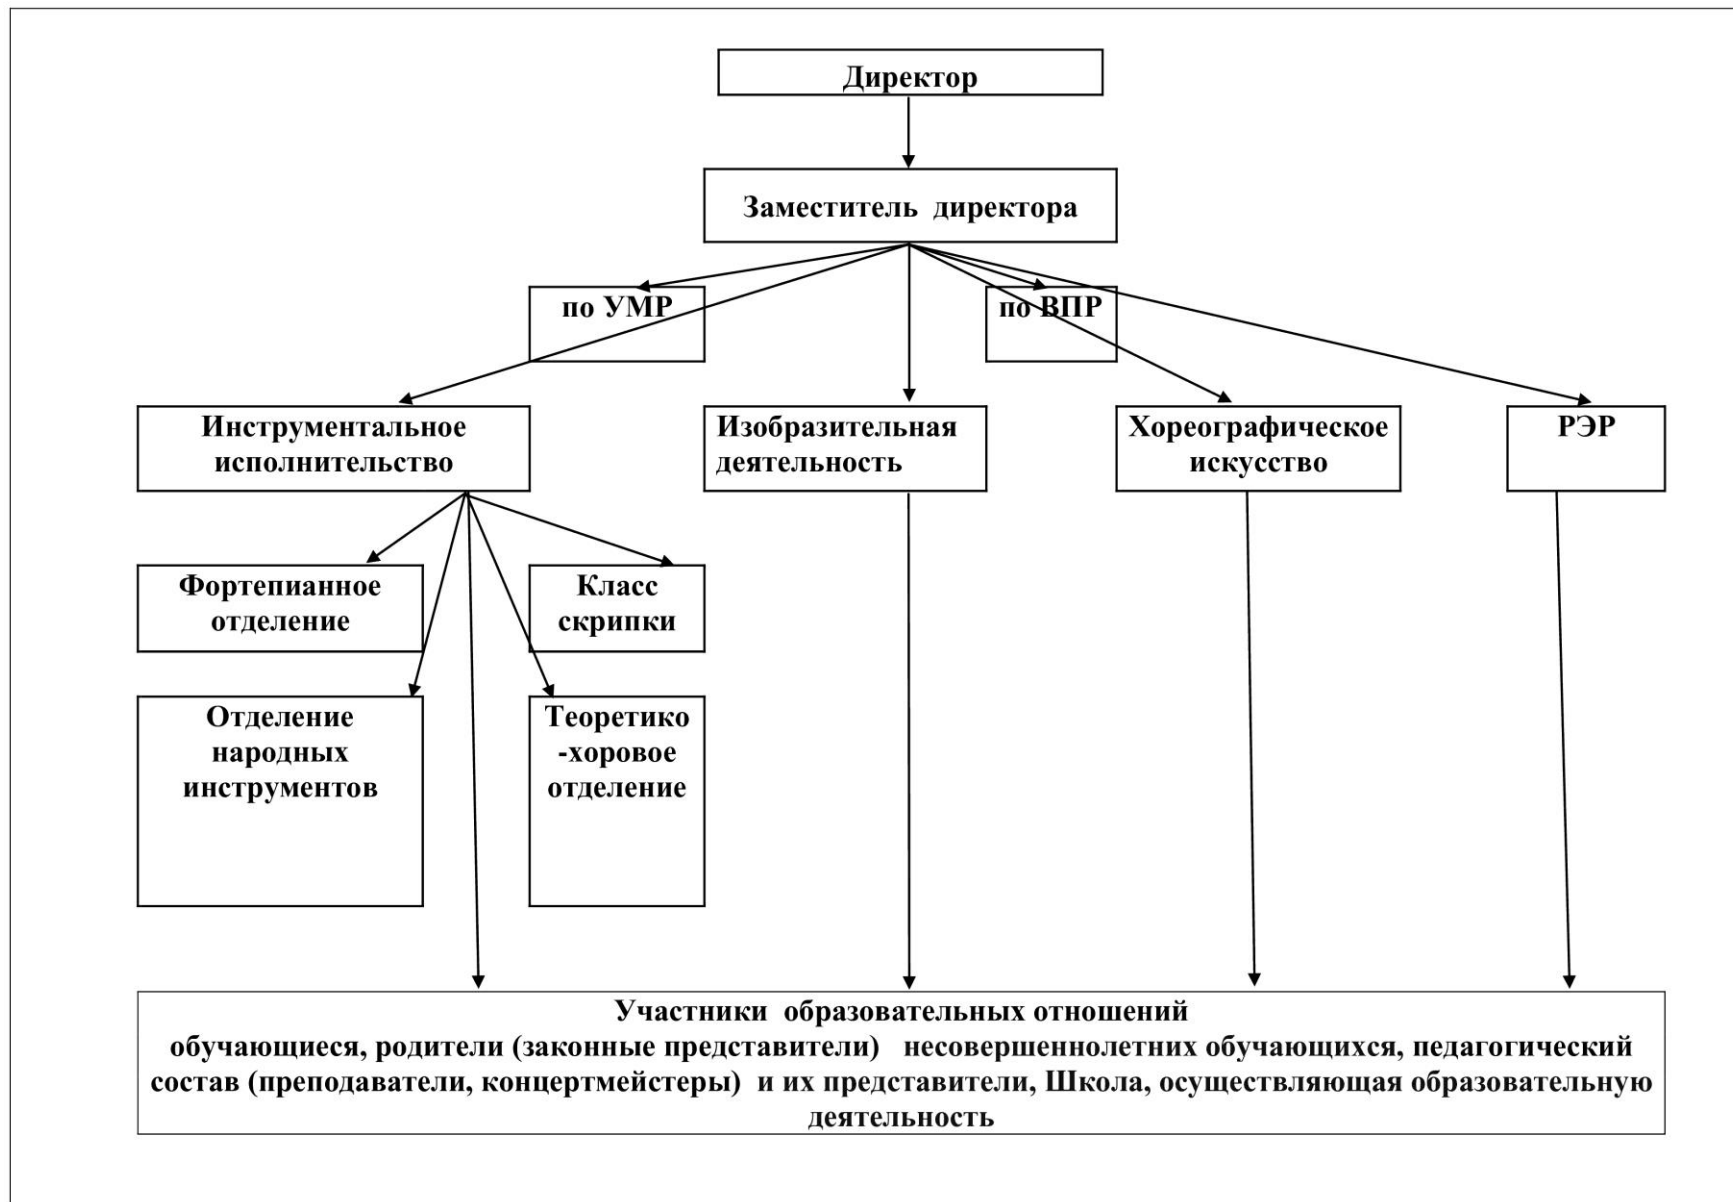 Директор
Заместитель директора
по УМР
по ВПР
Инструментальное
исполнительство
Изобразительная
деятельность
Хореографическое
искусство
РЭР
Фортепианное
отделение
Класс
скрипки
Отделение
народных
инструментов
Теоретико
-хоровое
отделение
Участники образовательных отношений
обучающиеся, родители (законные представители) несовершеннолетних обучающихся, педагогический
состав (преподаватели, концертмейстеры) и их представители, Школа, осуществляющая образовательную
деятельность